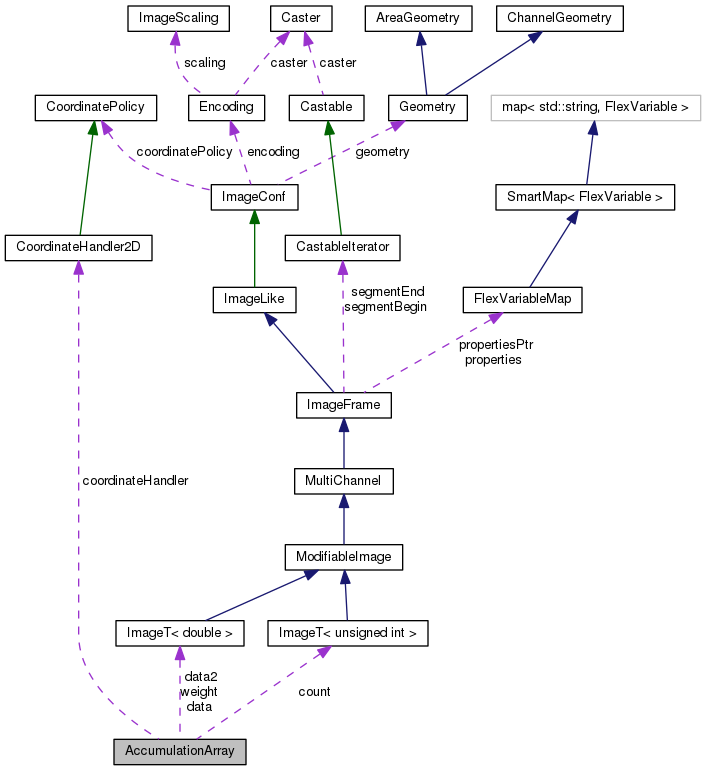 ImageScaling
Caster
AreaGeometry
ChannelGeometry
scaling
caster
caster
CoordinatePolicy
Encoding
Castable
Geometry
map< std::string, FlexVariable >
coordinatePolicy
encoding
geometry
ImageConf
SmartMap< FlexVariable >
CoordinateHandler2D
CastableIterator
segmentEnd
segmentBegin
ImageLike
FlexVariableMap
propertiesPtr
properties
ImageFrame
coordinateHandler
MultiChannel
ModifiableImage
ImageT< double >
ImageT< unsigned int >
data2
weight
data
count
AccumulationArray